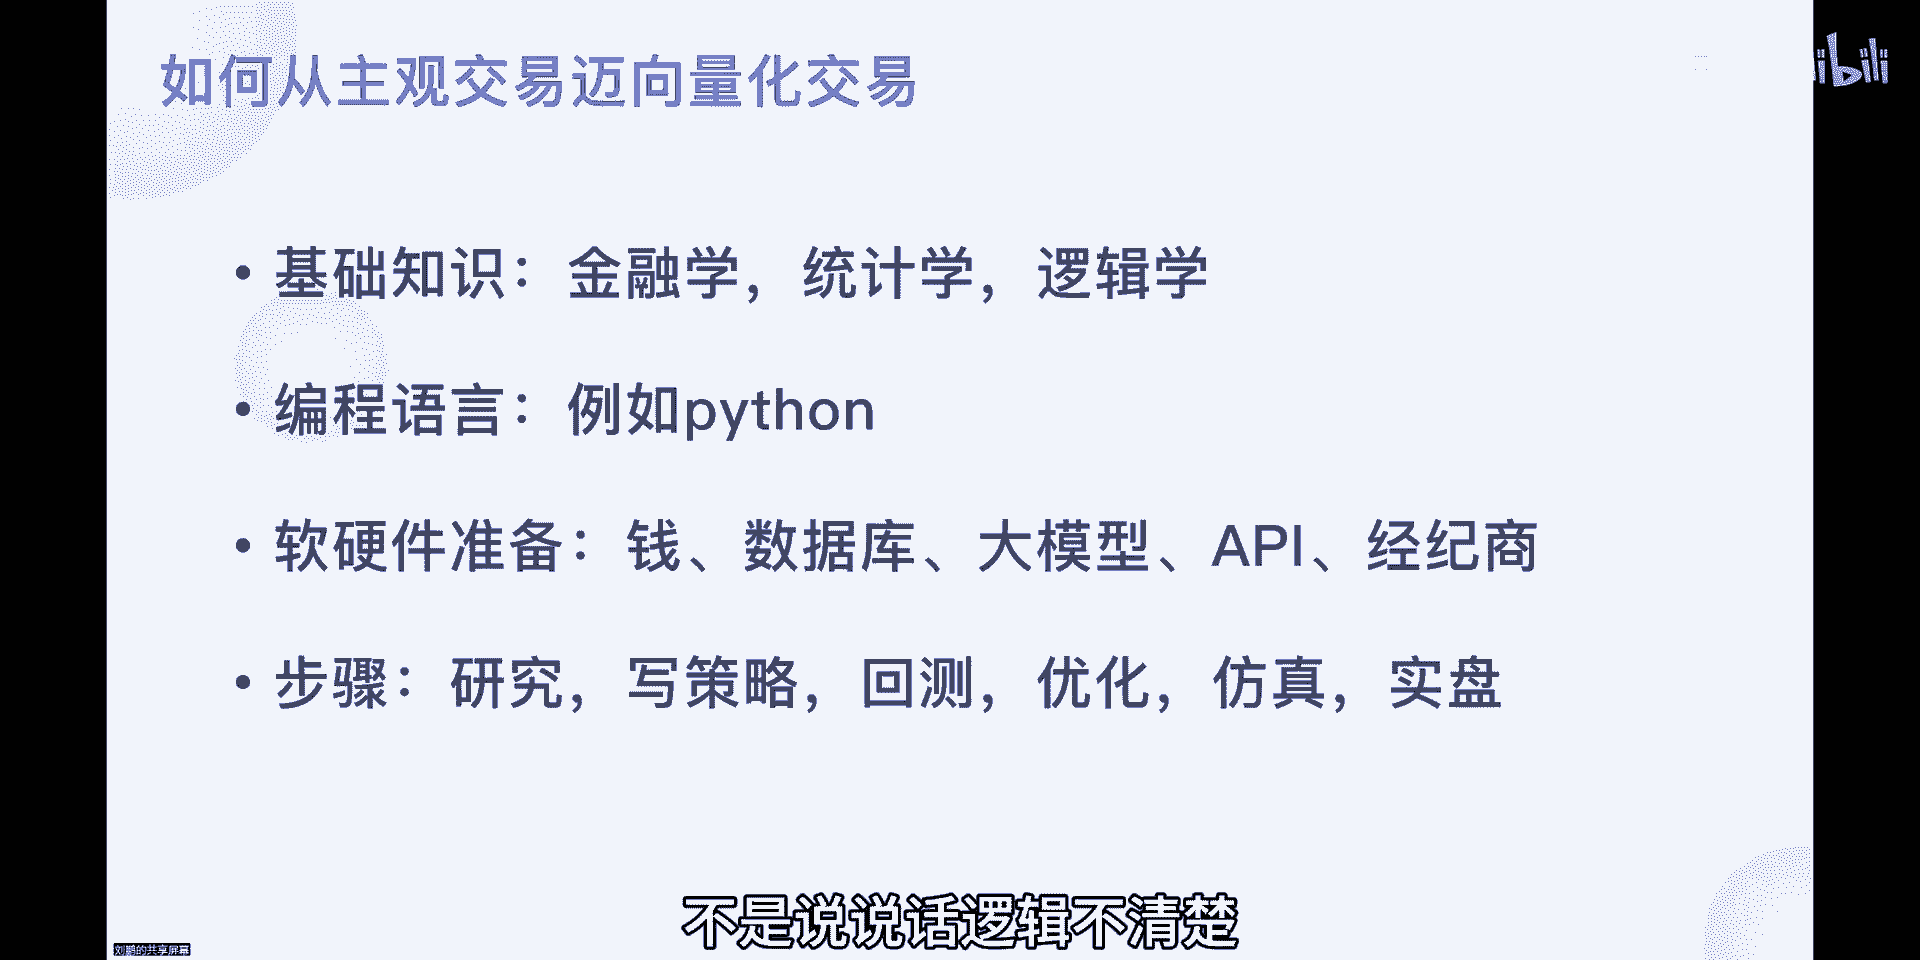 如何从主观交易迈向量化交易
ibili
• 基础知识：金融学，统计学，逻辑学
• 编程语言：例如python
• 软硬件准备：钱、数据库、大模型、API、经纪商
• 步骤：研究，写策略，回测，优化，仿真，实盘
不是说说话逻辑不清楚
刘鹏的共享屏幕